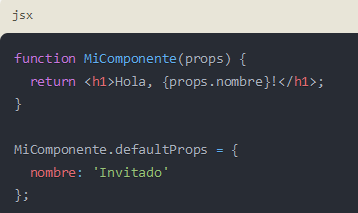 jsx
function MiComponente(props) {
  return <h1>Hola, {props.nombre}!</h1>;
}

MiComponente.defaultProps = {
  nombre: 'Invitado'
};